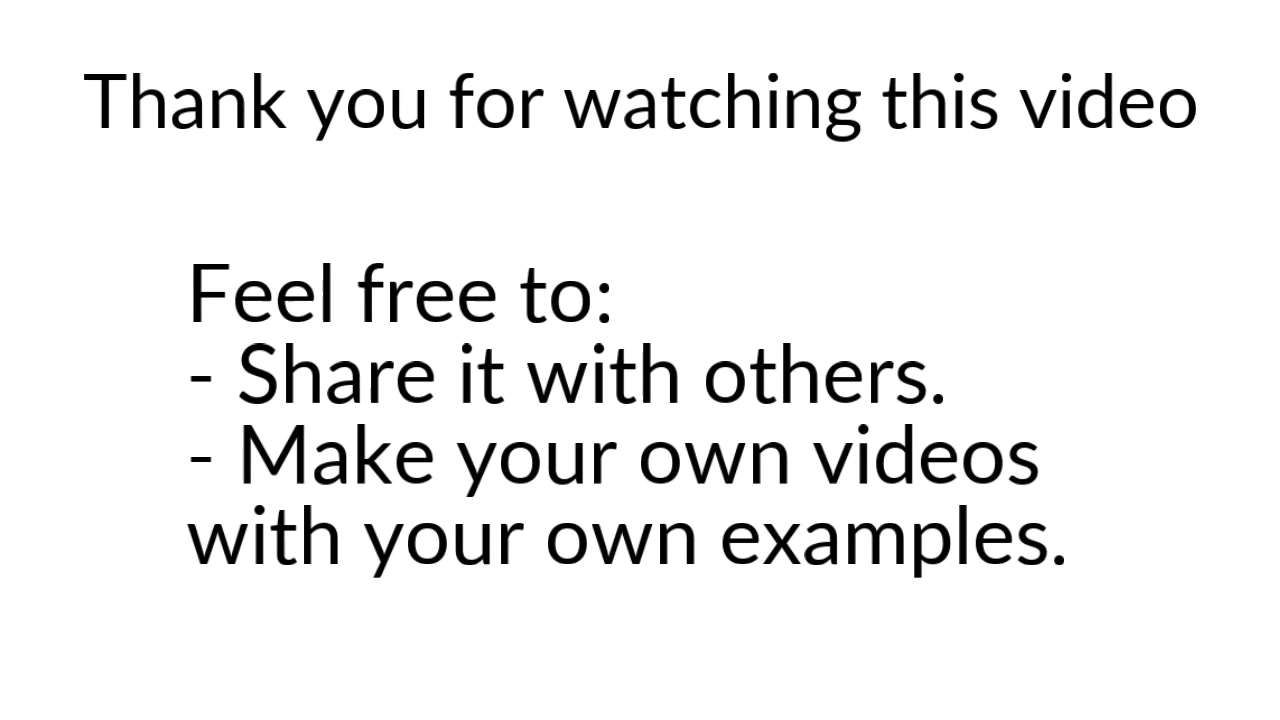 Thank you for watching this video
Feel free to:
- Share it with others.
- Make your own videos
with your own examples.